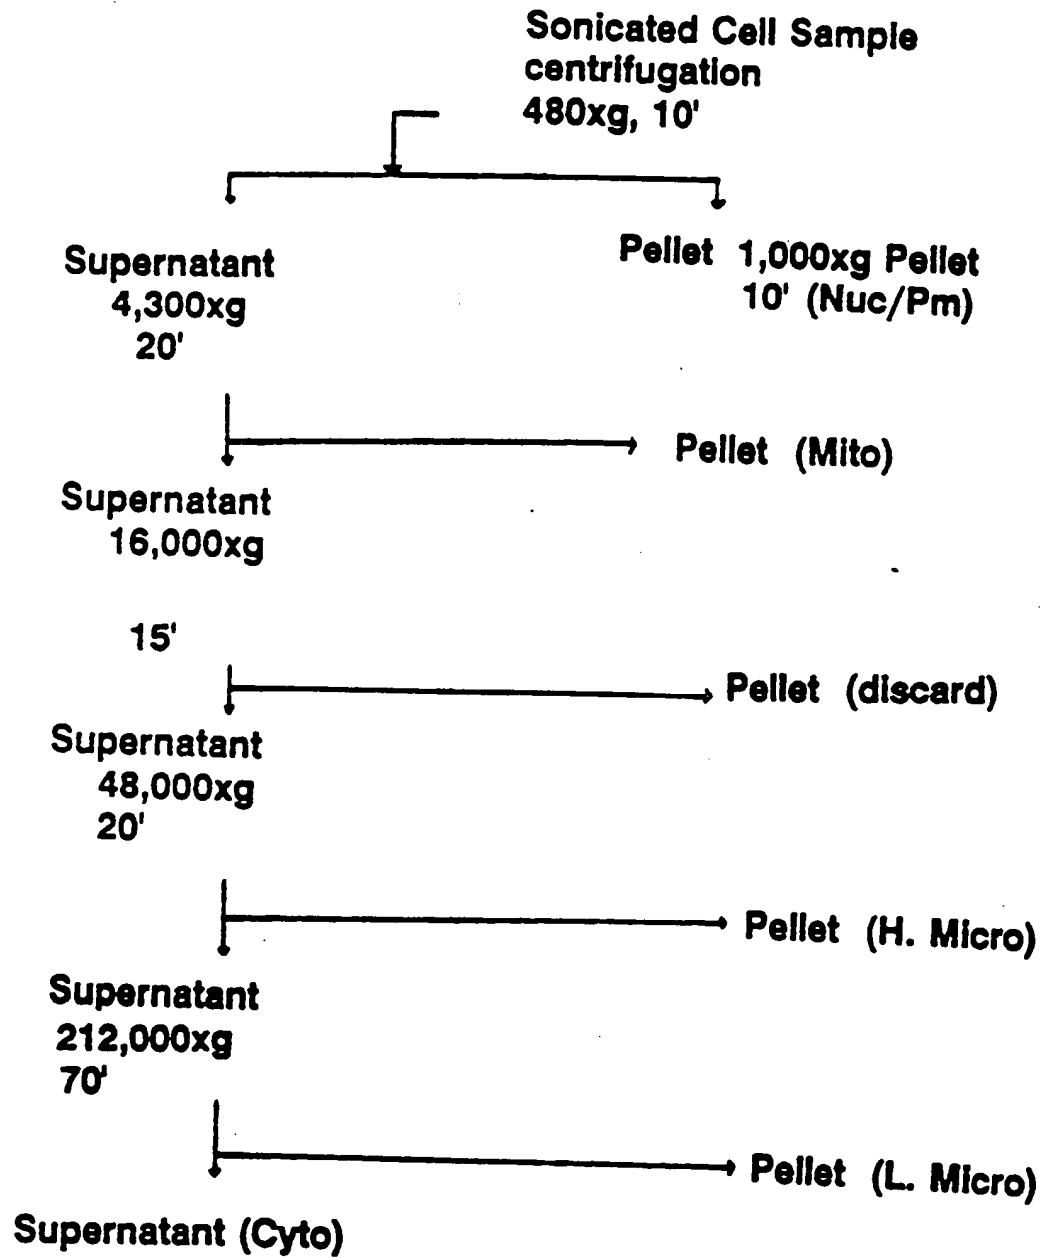 Sonicated Cell Sample
centrifugation
480xg, 10'
Supernatant
4,300xg
20'
Pellet 1,000xg Pellet
10' (Nuc/Pm)
Pellet (Mito)
Supernatant
16,000xg
15'
Pellet (discard)
Supernatant
48,000xg
20'
Pellet (H. Micro)
Supernatant
212,000xg
70'
Pellet (L. Micro)
Supernatant (Cyto)